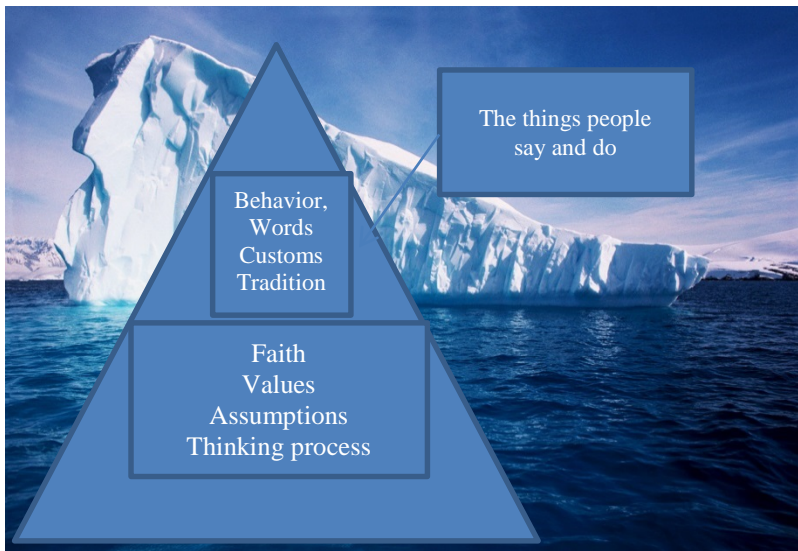 The things people
say and do
Behavior,
Words
Customs
Tradition
Faith
Values
Assumptions
Thinking process